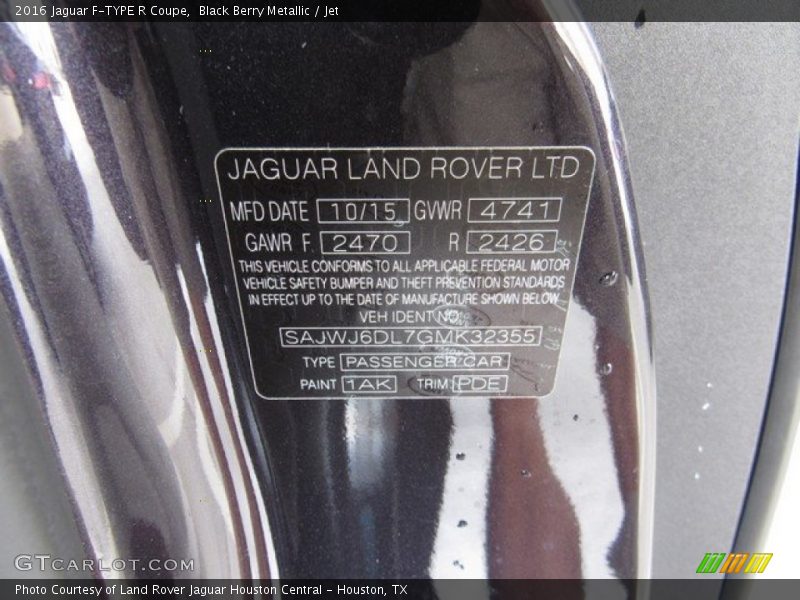 2016 Jaguar F-TYPE R Coupe,  Black Berry Metallic / Jet
JAGUAR LAND ROVER LTD
MFD DATE 10/15 GVWR 4741
GAWR F. 2470 R 2426
THIS VEHICLE CONFORMS TO ALL APPLICABLE FEDERAL MOTOR
VEHICLE SAFETY BUMPER AND THEFT PREVENTION STANDARDS
IN EFFECT UP TO THE DATE OF MANUFACTURE SHOWN BELOW
VEH IDENT NO.
SAJWJ6DL7GMK32355
TYPE PASSENGER CAR
PAINT 1AK TRIM PDE
GTCARLOT.COM
Photo Courtesy of Land Rover Jaguar Houston Central - Houston, TX